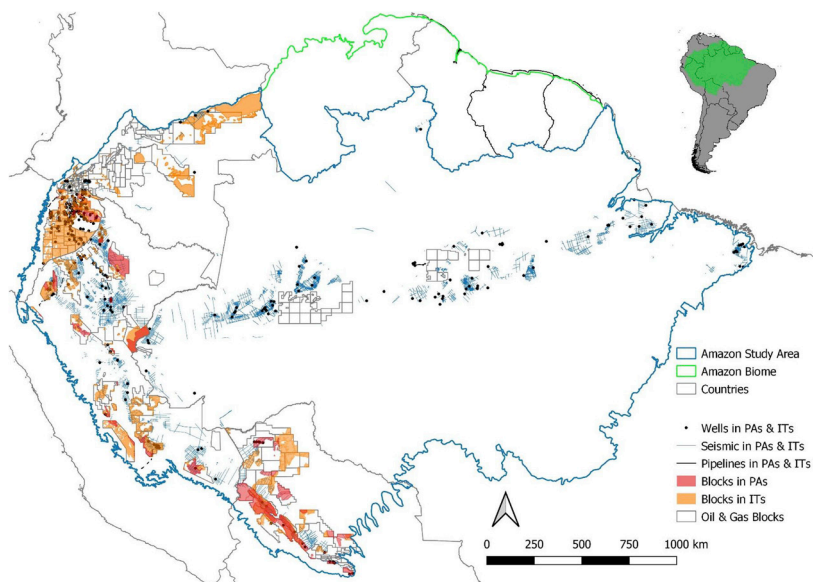 Amazon Study Area
Amazon Biome
Countries
Wells in PAs & ITs
Seismic in PAs & ITs
Pipelines in PAs & ITs
Blocks in PAs
Blocks in ITs
Oil & Gas Blocks
0 250 500 750 1000 km